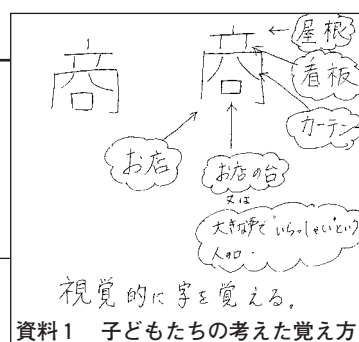 商
商
屋根
看板
カーテン
お店
お店の台
又は
大きな声で"いらっしゃい"という
人の口.
視覚的に字を覚える。
資料1 子どもたちの考えた覚え方